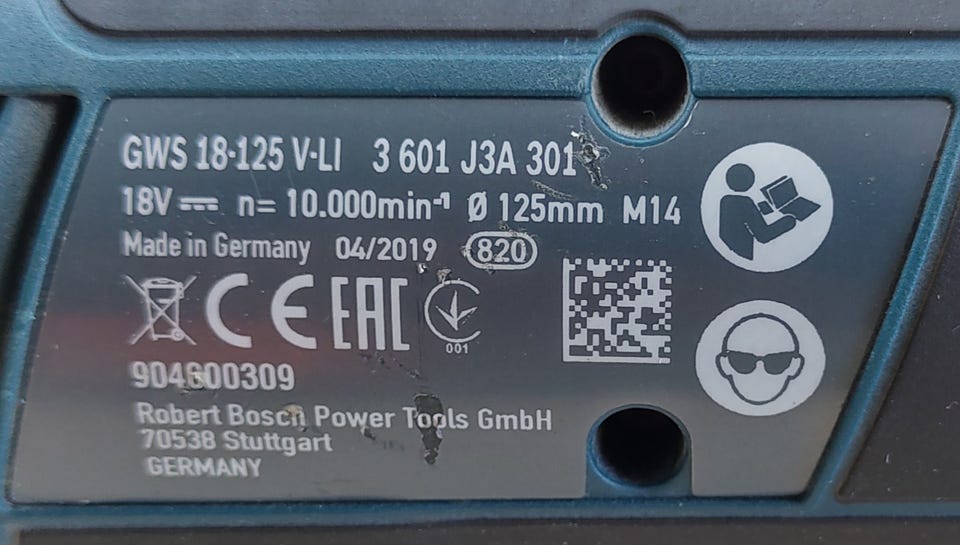 GWS 18-125 V-LI 3 601 J3A 301
18V⎓ n= 10.000min⁻¹ Ø 125mm M14
Made in Germany 04/2019 820
CE EAC
001
904600309
Robert Bosch Power Tools GmbH
70538 Stuttgart
GERMANY